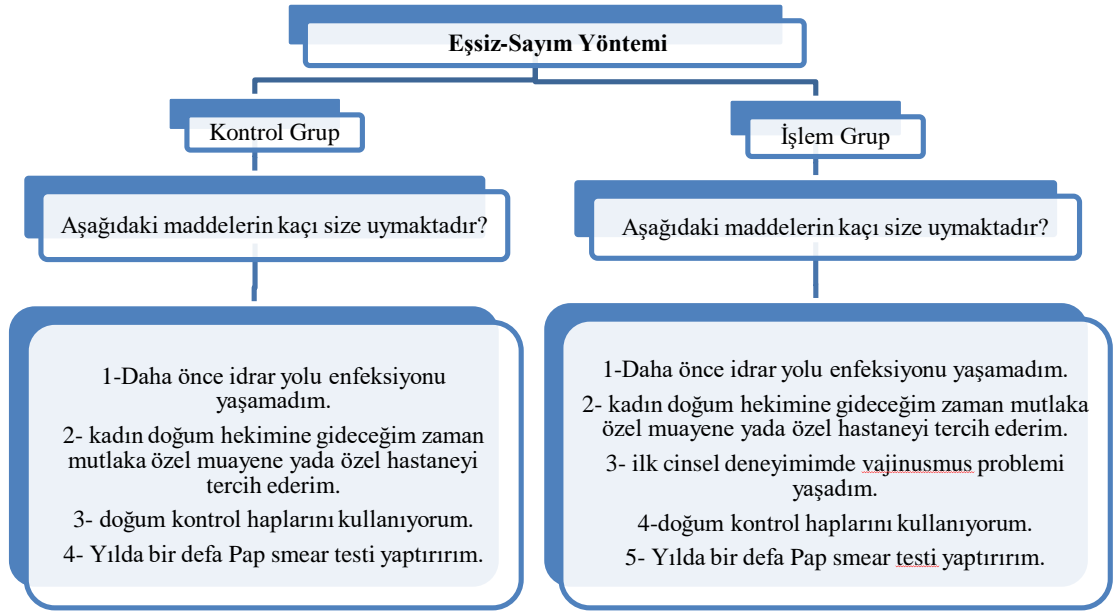 Eşsiz-Sayım Yöntemi
Kontrol Grup
Aşağıdaki maddelerin kaçı size uymaktadır?
1-Daha önce idrar yolu enfeksiyonu
yaşamadım.
2- kadın doğum hekimine gideceğim zaman
mutlaka özel muayene yada özel hastaneyi
tercih ederim.
3- doğum kontrol haplarını kullanıyorum.
4- Yılda bir defa Pap smear testi yaptırırım.
İşlem Grup
Aşağıdaki maddelerin kaçı size uymaktadır?
1-Daha önce idrar yolu enfeksiyonu yaşamadım.
2- kadın doğum hekimine gideceğim zaman mutlaka
özel muayene yada özel hastaneyi tercih ederim.
3- ilk cinsel deneyimimde vajinusmus problemi
yaşadım.
4-doğum kontrol haplarını kullanıyorum.
5- Yılda bir defa Pap smear testi yaptırırım.